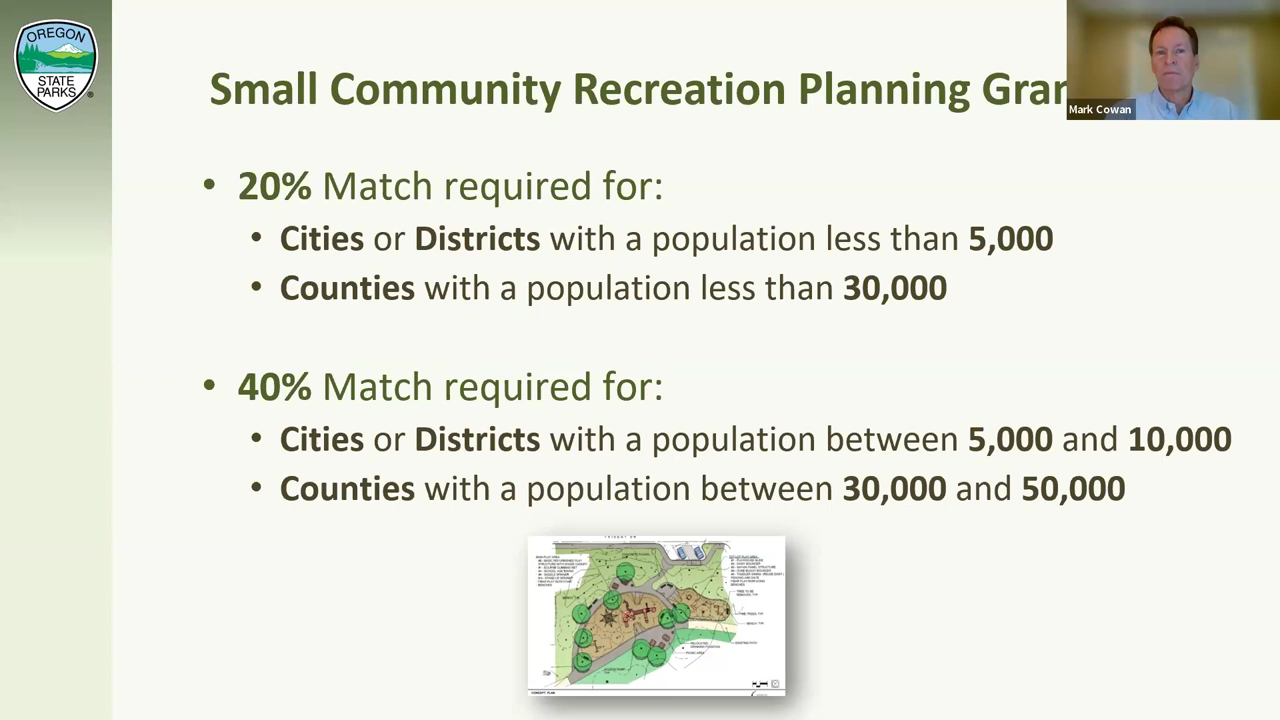 OREGON
STATE
PARKS
Small Community Recreation Planning Gran
Mark Cowan
• 20% Match required for:
• Cities or Districts with a population less than 5,000
• Counties with a population less than 30,000
• 40% Match required for:
• Cities or Districts with a population between 5,000 and 10,000
• Counties with a population between 30,000 and 50,000
CONCEPT PLAN